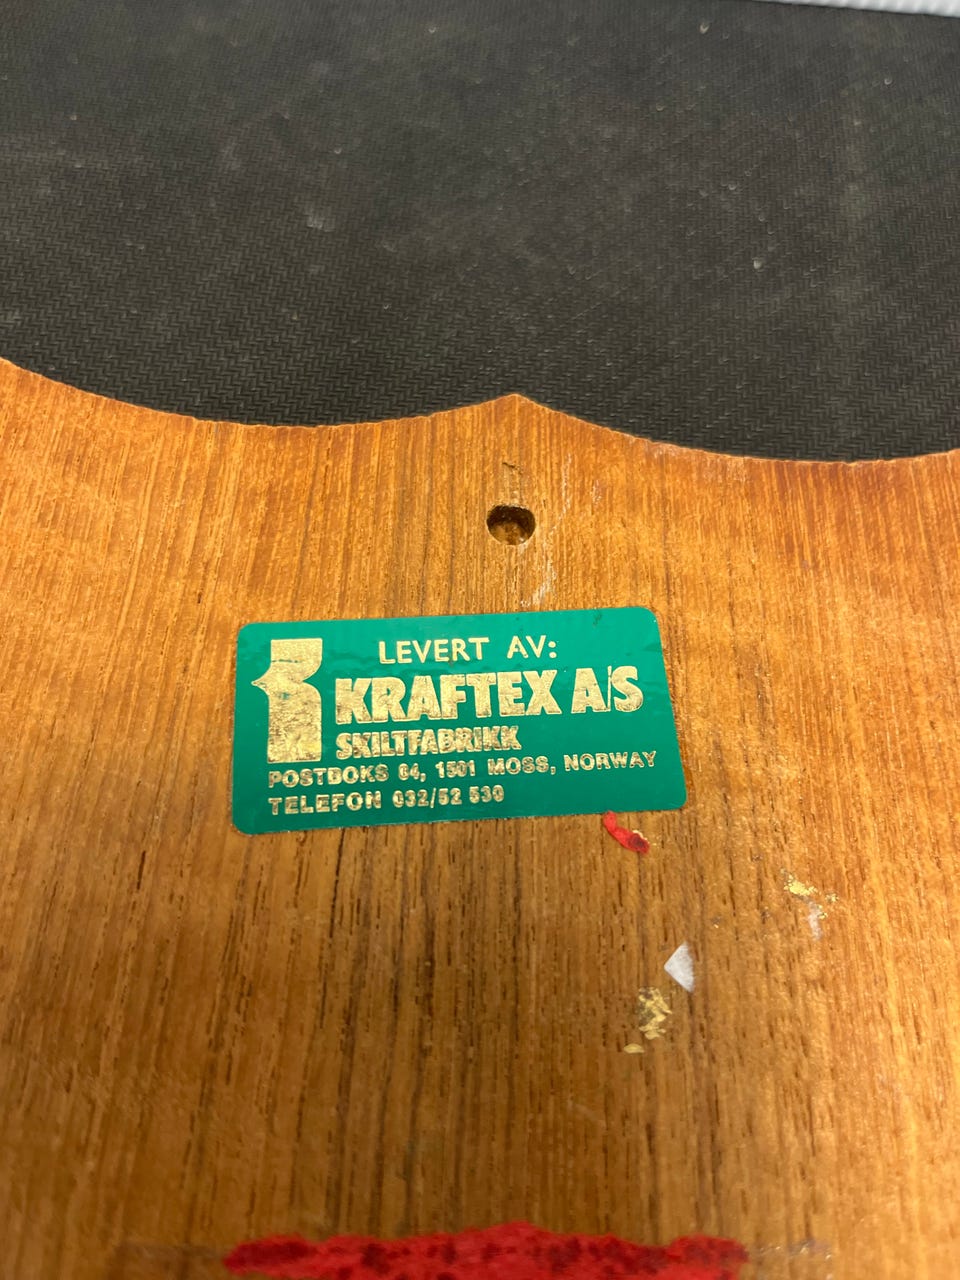 LEVERT AV:
KRAFTEX A/S
SKILTFABRIKK
POSTBOKS 64, 1501 MOSS, NORWAY
TELEFON 032/52 530